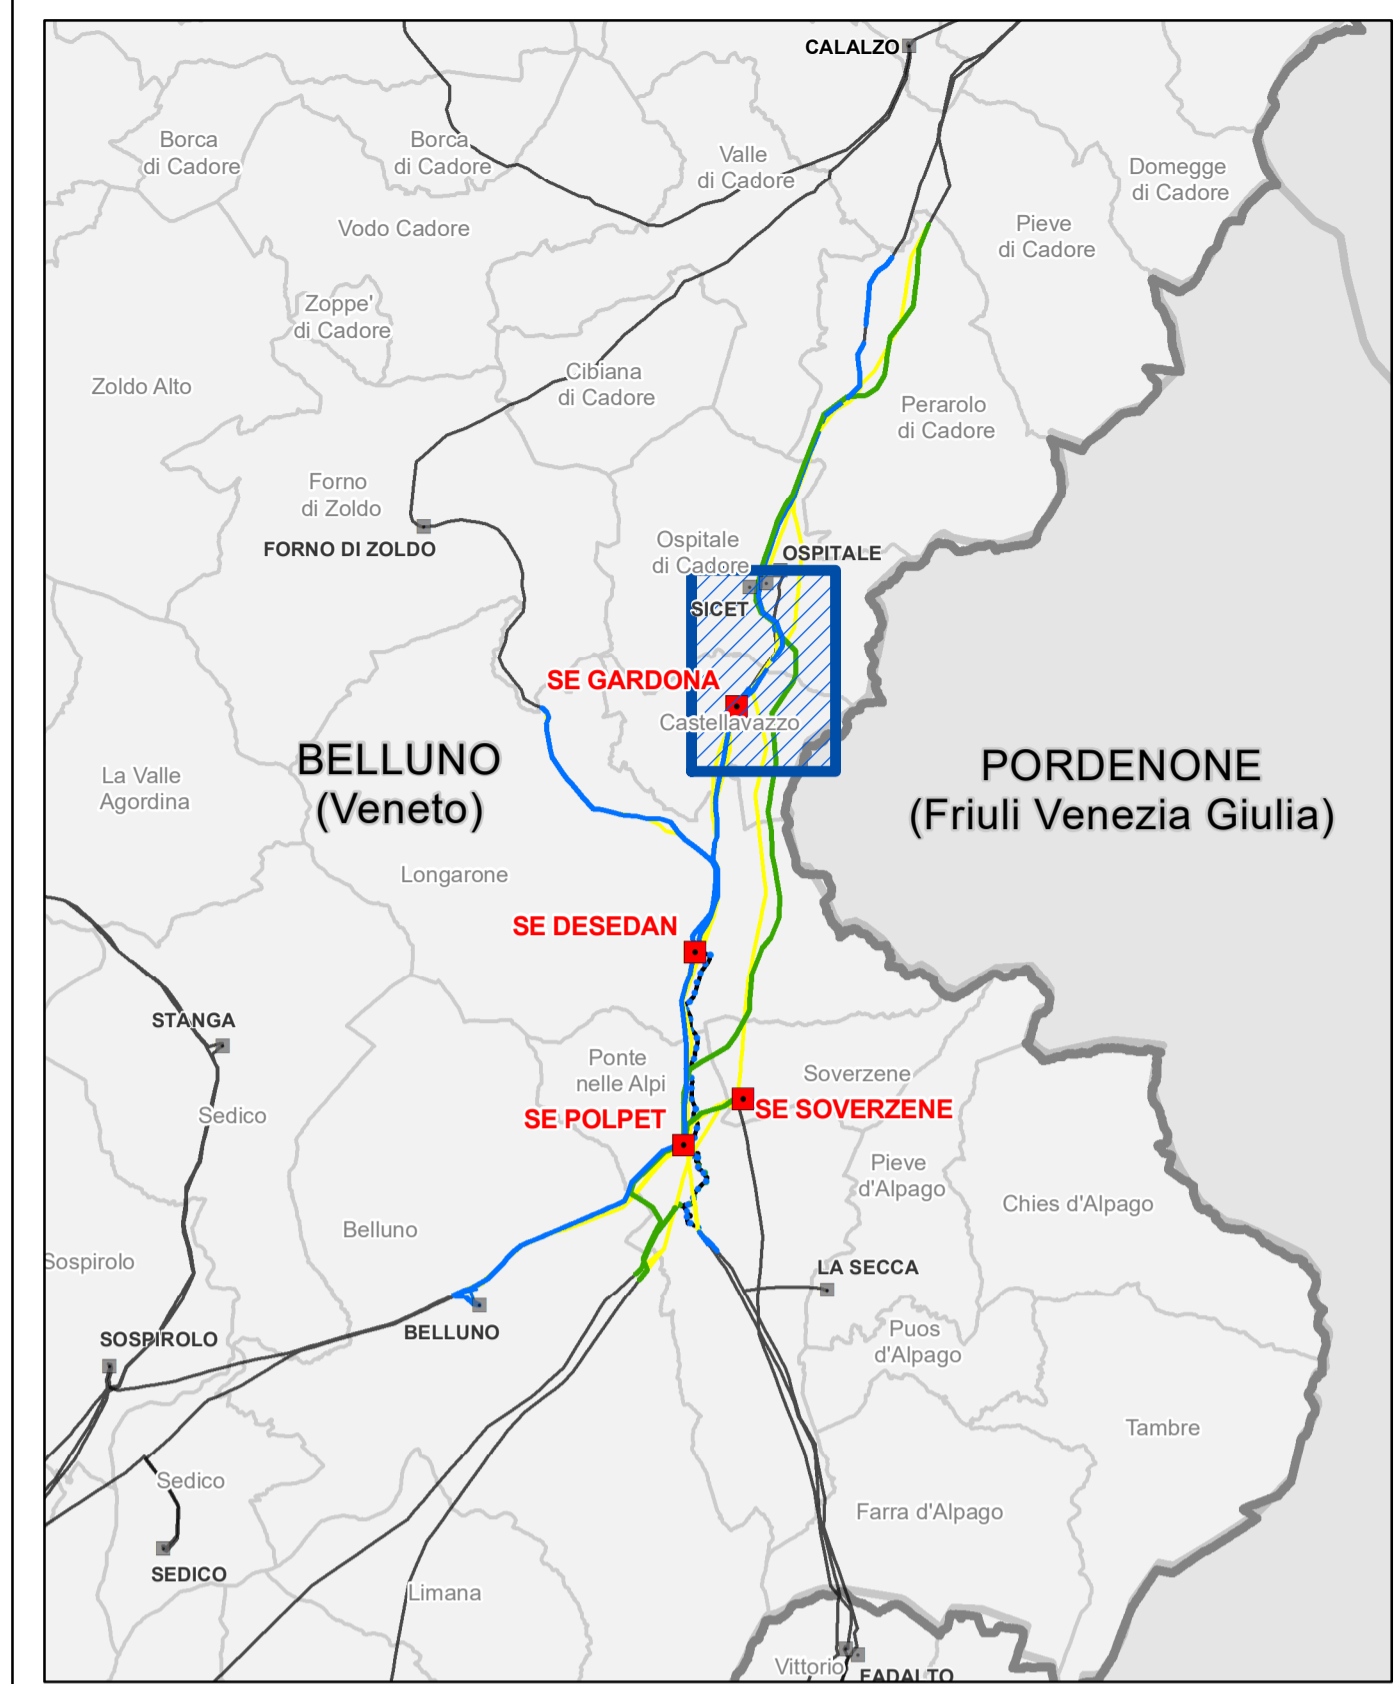 CALALZO
Borca
di Cadore
Borca
di Cadore
Valle
di Cadore
Domegge
di Cadore
Vodo Cadore
Pieve
di Cadore
Zoppe'
di Cadore
Zoldo Alto
Cibiana
di Cadore
Perarolo
di Cadore
Forno
di Zoldo
FORNO DI ZOLDO
Ospitale
di Cadore
OSPITALE
SICET
SE GARDONA
Castellavazzo
BELLUNO
(Veneto)
PORDENONE
(Friuli Venezia Giulia)
La Valle
Agordina
Longarone
SE DESEDAN
STANGA
Ponte
nelle Alpi
Soverzene
Sedico
SE POLPET
SE SOVERZENE
Pieve
d'Alpago
Chies d'Alpago
Belluno
Sospirolo
LA SECCA
SOSPIROLO
BELLUNO
Puos
d'Alpago
Tambre
Sedico
Farra d'Alpago
SEDICO
Limana
Vittorio
FADALTO